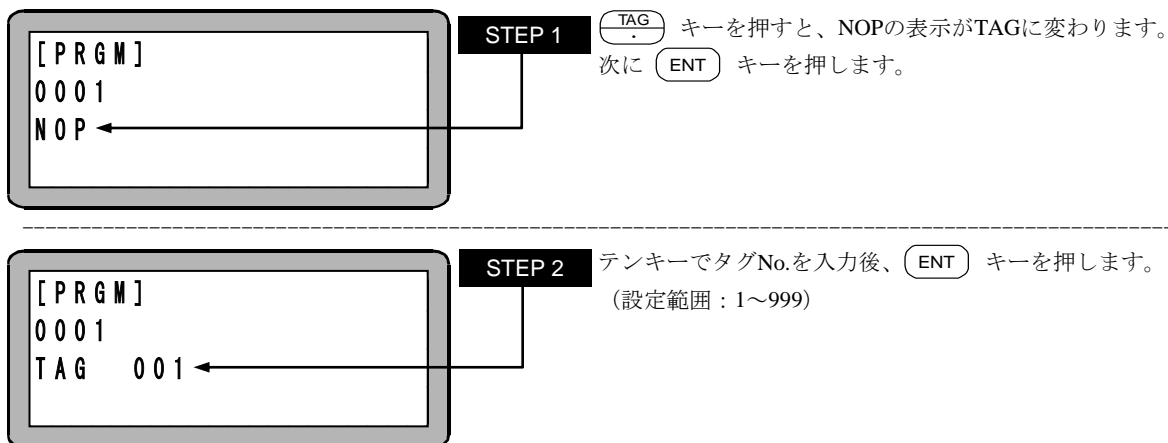 [PRGM]
0001
NOP
STEP 1
TAG
.
キーを押すと、NOPの表示がTAGに変わります。
次に ENT キーを押します。
[PRGM]
0001
TAG 001
STEP 2
テンキーでタグNo.を入力後、 ENT キーを押します。
（設定範囲：1～999）